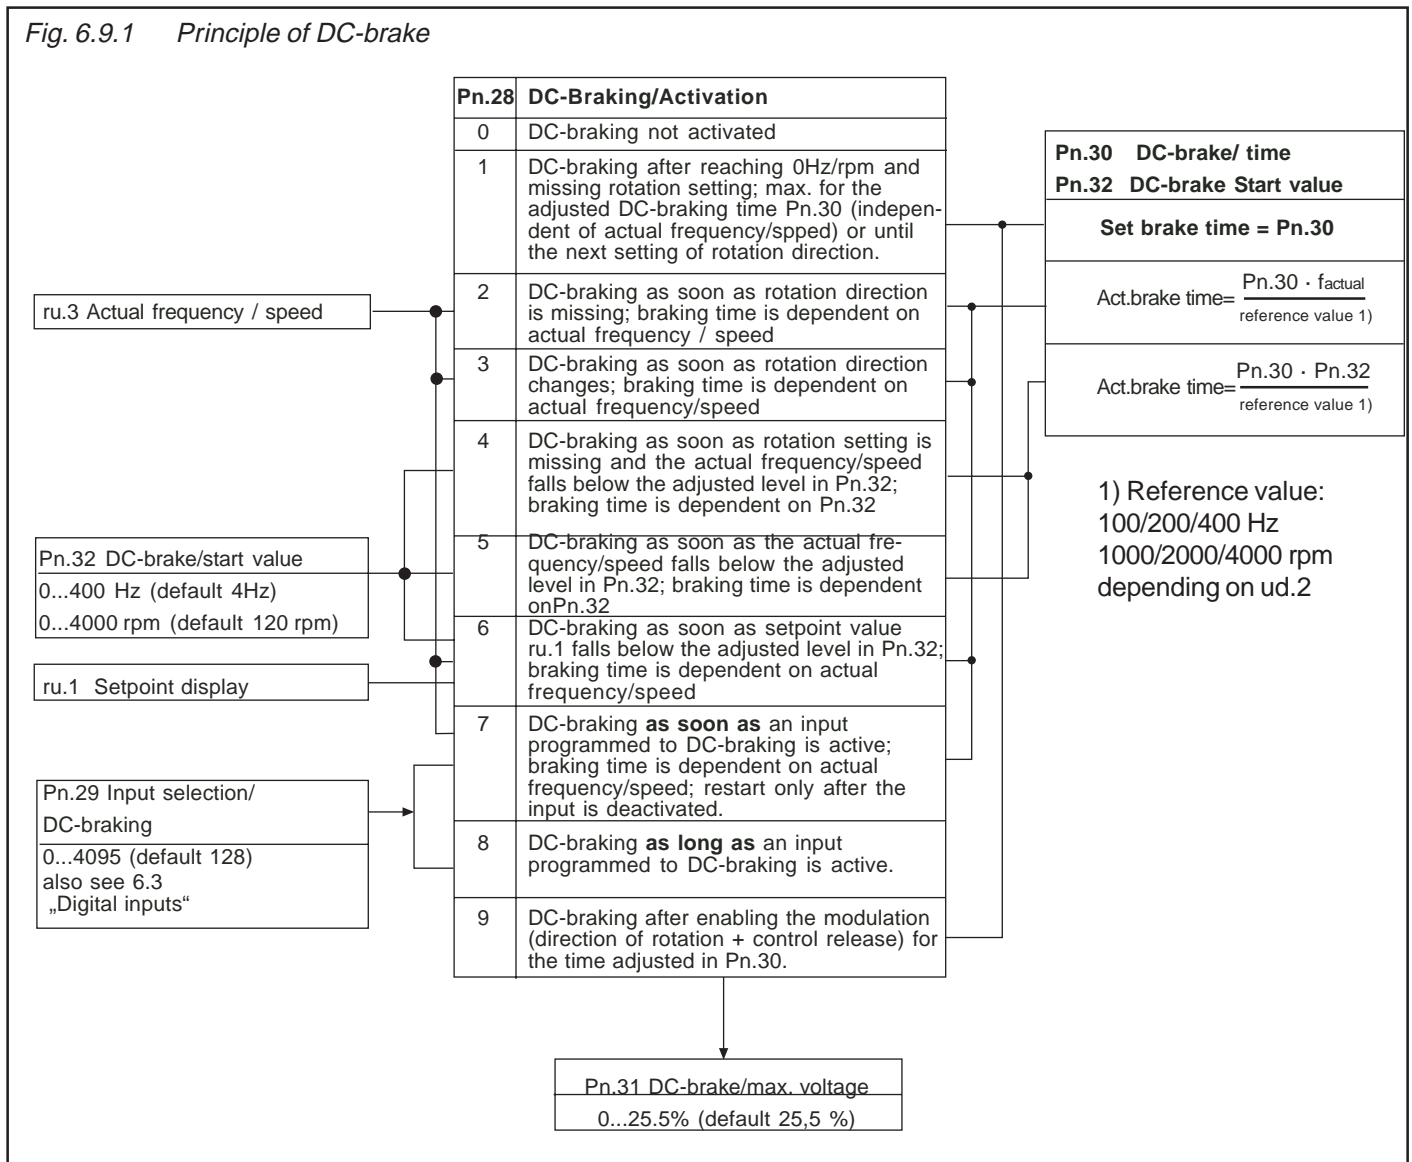 Fig. 6.9.1 Principle of DC-brake
Pn.28 DC-Braking/Activation
0 DC-braking not activated
1 DC-braking after reaching 0Hz/rpm and
missing rotation setting; max. for the
adjusted DC-braking time Pn.30 (indepen-
dent of actual frequency/spped) or until
the next setting of rotation direction.
2 DC-braking as soon as rotation direction
is missing; braking time is dependent on
actual frequency / speed
3 DC-braking as soon as rotation direction
changes; braking time is dependent on
actual frequency/speed
4 DC-braking as soon as rotation setting is
missing and the actual frequency/speed
falls below the adjusted level in Pn.32;
braking time is dependent on Pn.32
5 DC-braking as soon as the actual fre-
quency/speed falls below the adjusted
level in Pn.32; braking time is dependent
onPn.32
6 DC-braking as soon as setpoint value
ru.1 falls below the adjusted level in Pn.32;
braking time is dependent on actual
frequency/speed
7 DC-braking as soon as an input
programmed to DC-braking is active;
braking time is dependent on actual
frequency/speed; restart only after the
input is deactivated.
8 DC-braking as long as an input
programmed to DC-braking is active.
9 DC-braking after enabling the modulation
(direction of rotation + control release) for
the time adjusted in Pn.30.
ru.3 Actual frequency / speed
Pn.32 DC-brake/start value
0...400 Hz (default 4Hz)
0...4000 rpm (default 120 rpm)
ru.1 Setpoint display
Pn.29 Input selection/
DC-braking
0...4095 (default 128)
also see 6.3
„Digital inputs“
Pn.30 DC-brake/ time
Pn.32 DC-brake Start value
Set brake time = Pn.30
Act.brake time= Pn.30 · factual
reference value 1)
Act.brake time= Pn.30 · Pn.32
reference value 1)
1) Reference value:
100/200/400 Hz
1000/2000/4000 rpm
depending on ud.2
Pn.31 DC-brake/max. voltage
0...25.5% (default 25,5 %)